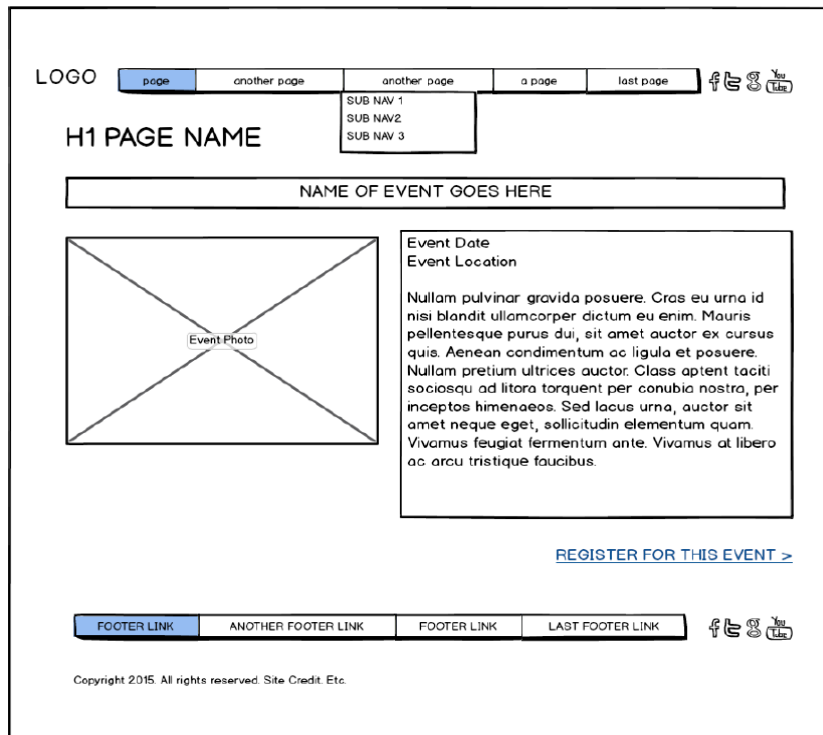 LOGO
page
another page
another page
a page
last page
f t g You Tube
SUB NAV 1
SUB NAV2
SUB NAV 3
H1 PAGE NAME
NAME OF EVENT GOES HERE
Event Photo
Event Date
Event Location
Nullam pulvinar gravida posuere. Cras eu urna id
nisi blandit ullamcorper dictum eu enim. Mauris
pellentesque purus dui, sit amet auctor ex cursus
quis. Aenean condimentum ac ligula et posuere.
Nullam pretium ultrices auctor. Class aptent taciti
sociosqu ad litora torquent per conubia nostra, per
inceptos himenaeos. Sed lacus urna, auctor sit
amet neque eget, sollicitudin elementum quam.
Vivamus feugiat fermentum ante. Vivamus at libero
ac arcu tristique faucibus.
REGISTER FOR THIS EVENT >
FOOTER LINK
ANOTHER FOOTER LINK
FOOTER LINK
LAST FOOTER LINK
f t g You Tube
Copyright 2015. All rights reserved. Site Credit. Etc.